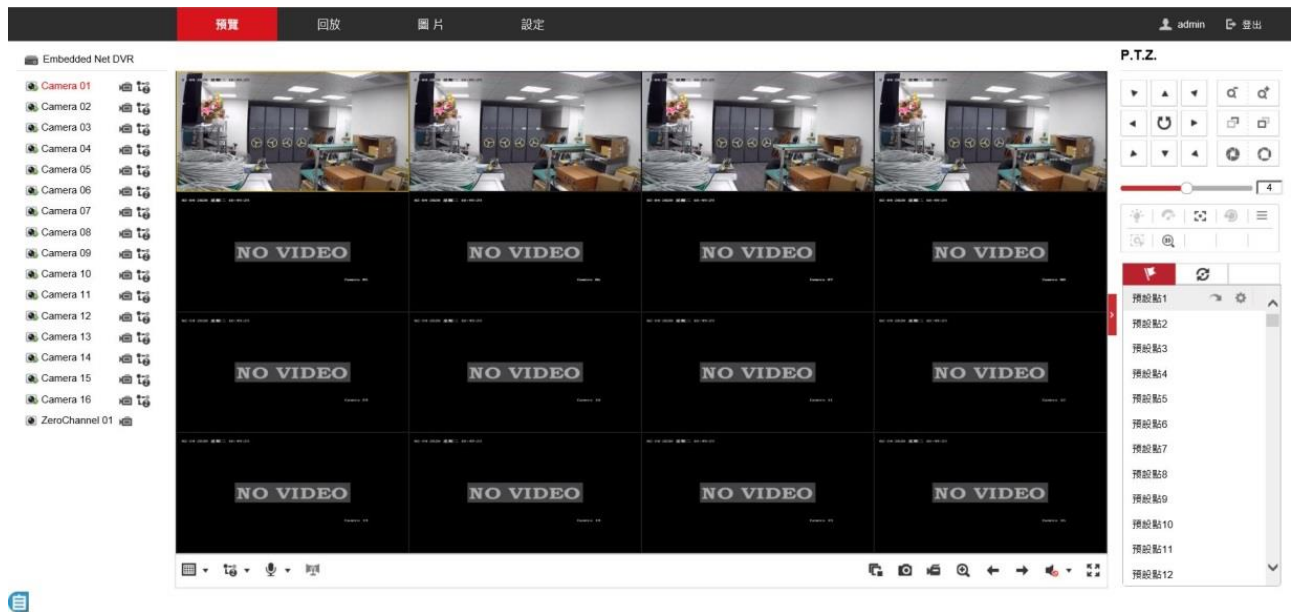 預覽 回放 圖片 設定 admin 登出
Embedded Net DVR
Camera 01
Camera 02
Camera 03
Camera 04
Camera 05
Camera 06
Camera 07
Camera 08
Camera 09
Camera 10
Camera 11
Camera 12
Camera 13
Camera 14
Camera 15
Camera 16
ZeroChannel 01
NO VIDEO NO VIDEO NO VIDEO NO VIDEO
NO VIDEO NO VIDEO NO VIDEO NO VIDEO
NO VIDEO NO VIDEO NO VIDEO NO VIDEO
P.T.Z.
4
預設點1
預設點2
預設點3
預設點4
預設點5
預設點6
預設點7
預設點8
預設點9
預設點10
預設點11
預設點12